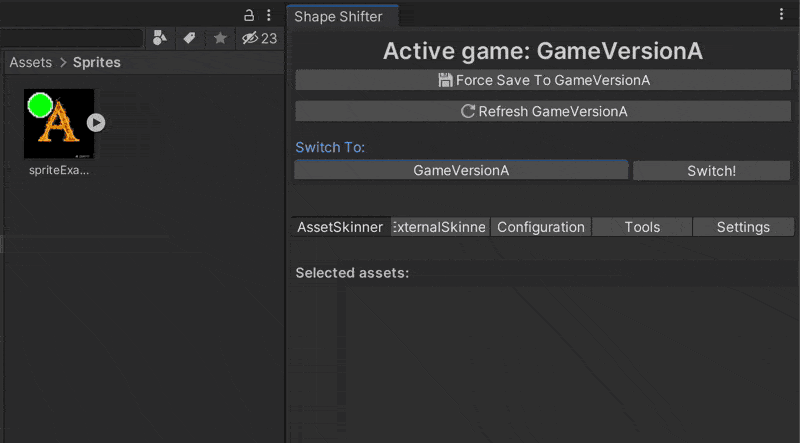 Shape Shifter
23
Assets > Sprites
A
spriteExa...
Active game: GameVersionA
Force Save To GameVersionA
Refresh GameVersionA
Switch To:
GameVersionA
Switch!
AssetSkinner
ExternalSkinne
Configuration
Tools
Settings
Selected assets: